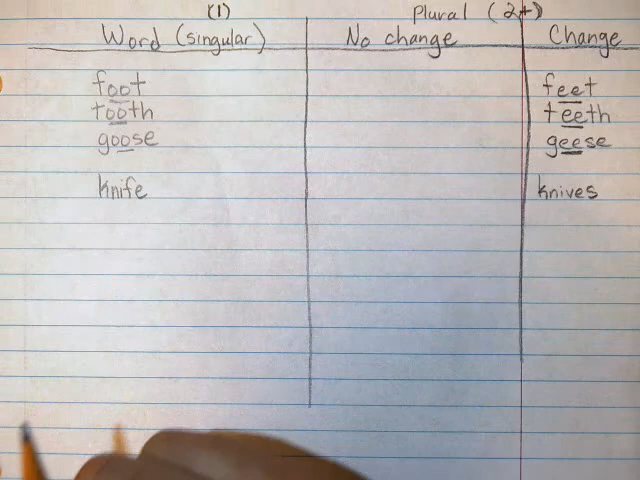 (1) Plural (2+)
Word (singular) No change Change
foot feet
tooth teeth
goose geese
knife knives